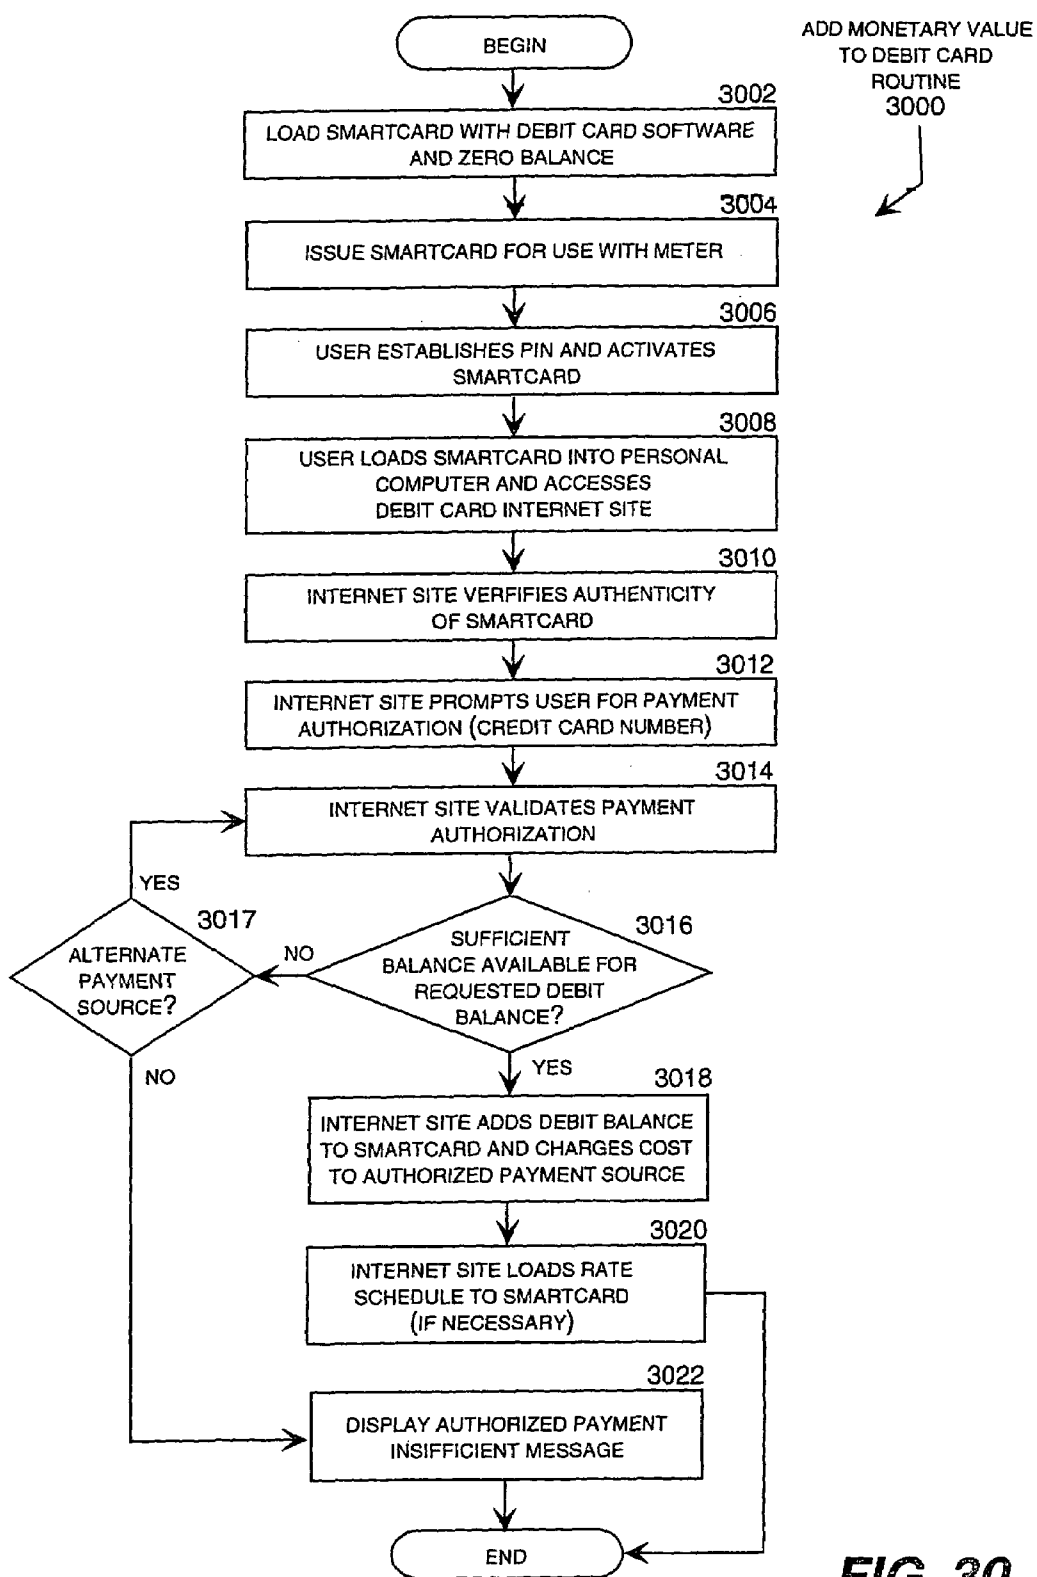 BEGIN
ADD MONETARY VALUE
TO DEBIT CARD
ROUTINE
3000
3002
LOAD SMARTCARD WITH DEBIT CARD SOFTWARE
AND ZERO BALANCE
3004
ISSUE SMARTCARD FOR USE WITH METER
3006
USER ESTABLISHES PIN AND ACTIVATES
SMARTCARD
3008
USER LOADS SMARTCARD INTO PERSONAL
COMPUTER AND ACCESSES
DEBIT CARD INTERNET SITE
3010
INTERNET SITE VERFIFIES AUTHENTICITY
OF SMARTCARD
3012
INTERNET SITE PROMPTS USER FOR PAYMENT
AUTHORIZATION (CREDIT CARD NUMBER)
3014
INTERNET SITE VALIDATES PAYMENT
AUTHORIZATION
YES
3017
ALTERNATE
PAYMENT
SOURCE?
NO
3016
SUFFICIENT
BALANCE AVAILABLE FOR
REQUESTED DEBIT
BALANCE?
NO
YES
3018
INTERNET SITE ADDS DEBIT BALANCE
TO SMARTCARD AND CHARGES COST
TO AUTHORIZED PAYMENT SOURCE
3020
INTERNET SITE LOADS RATE
SCHEDULE TO SMARTCARD
(IF NECESSARY)
3022
DISPLAY AUTHORIZED PAYMENT
INSIFFICIENT MESSAGE
END
FIG. 30